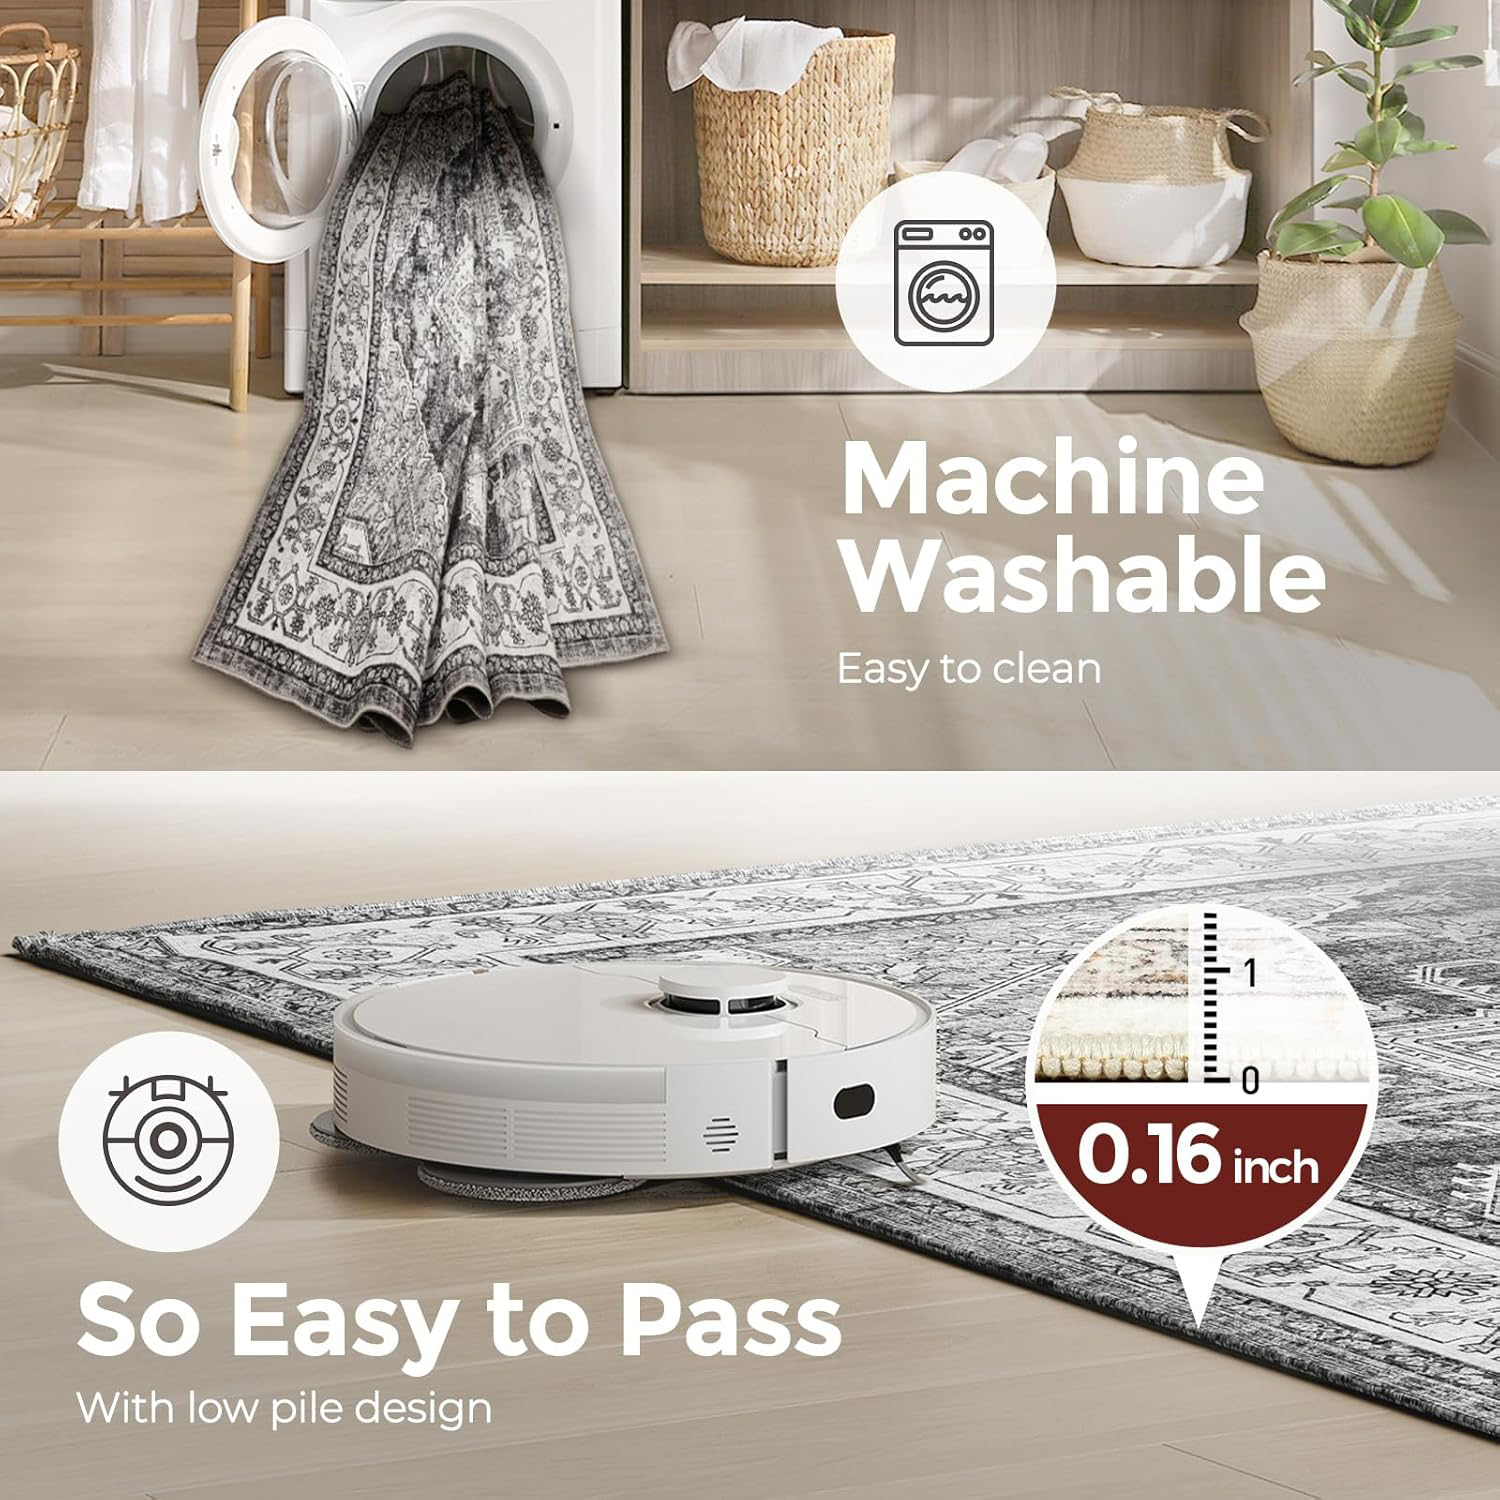 Machine
Washable
Easy to clean
1
0
0.16 inch
So Easy to Pass
With low pile design